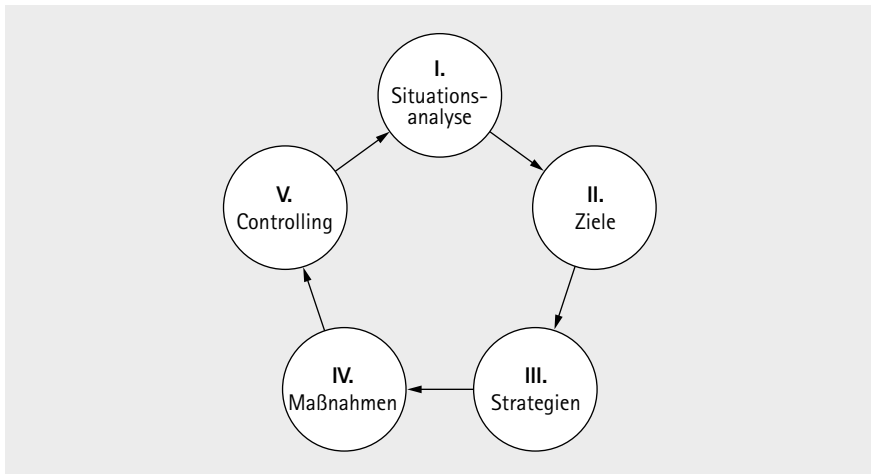 I.
Situations-
analyse
II.
Ziele
III.
Strategien
IV.
Maßnahmen
V.
Controlling